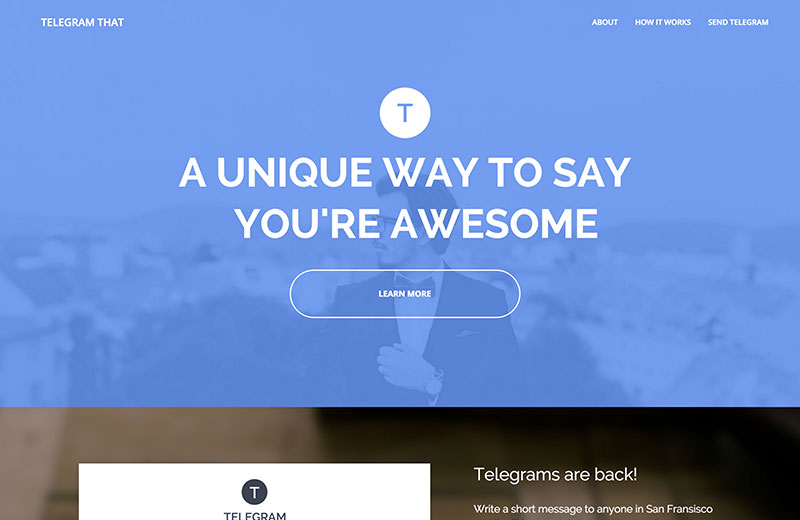 TELEGRAM THAT
ABOUT
HOW IT WORKS
SEND TELEGRAM
T
A UNIQUE WAY TO SAY
YOU'RE AWESOME
LEARN MORE
T
TELEGRAM
Telegrams are back!
Write a short message to anyone in San Fransisco